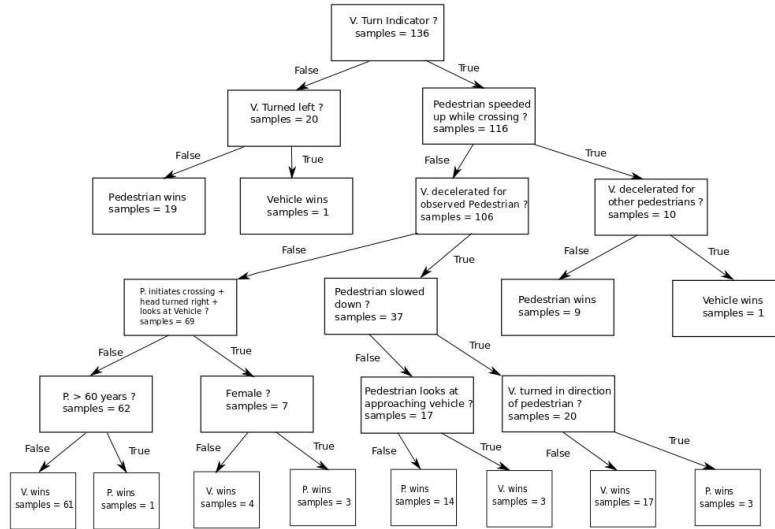 V. Turn Indicator ?
samples = 136
False
True
V. Turned left ?
samples = 20
Pedestrian speeded
up while crossing ?
samples = 116
False
True
False
True
Pedestrian wins
samples = 19
Vehicle wins
samples = 1
V. decelerated for
observed Pedestrian ?
samples = 106
V. decelerated for
other pedestrians ?
samples = 10
False
True
False
True
P. initiates crossing +
head turned right +
looks at Vehicle ?
samples = 69
Pedestrian slowed
down ?
samples = 37
Pedestrian wins
samples = 9
Vehicle wins
samples = 1
False
True
False
True
P. > 60 years ?
samples = 62
Female ?
samples = 7
Pedestrian looks at
approaching vehicle ?
samples = 17
V. turned in direction
of pedestrian ?
samples = 20
False
True
False
True
False
True
False
True
V. wins
samples = 61
P. wins
samples = 1
V. wins
samples = 4
P. wins
samples = 3
P. wins
samples = 14
V. wins
samples = 3
V. wins
samples = 17
P. wins
samples = 3